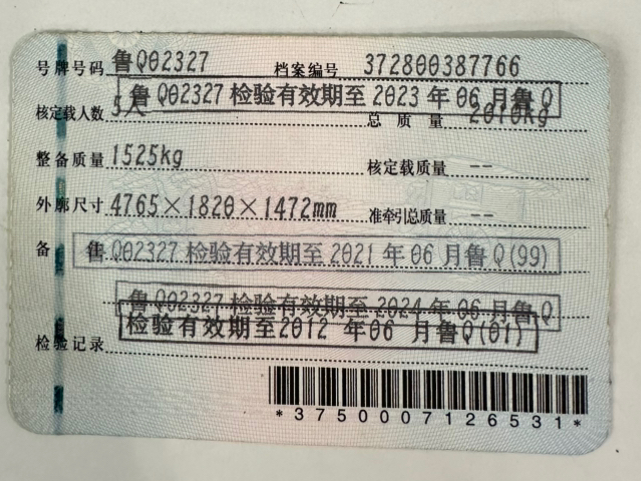 号牌号码 鲁Q02327 档案编号 372800387766
鲁Q02327 检验有效期至 2023 年 06 月鲁Q
核定载人数 5人 总质量 2010kg
整备质量 1525kg 核定载质量 --
外廓尺寸 4765×1820×1472mm 准牵引总质量 --
备 鲁Q02327 检验有效期至 2021 年 06 月鲁Q(99)
鲁Q02327 检验有效期至 2024 年 06 月鲁Q
检验有效期至2012 年06 月鲁Q(01)
检验记录
*3750007126531*